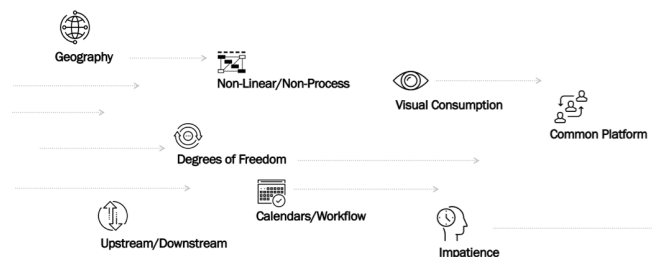 Geography
Non-Linear/Non-Process
Visual Consumption
Common Platform
Degrees of Freedom
Calendars/Workflow
Upstream/Downstream
Impatience